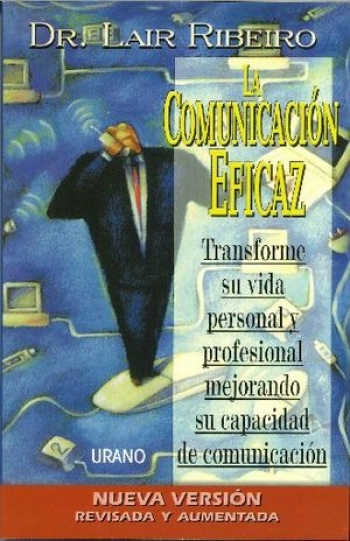 DR. LAIR RIBEIRO
LA
COMUNICACIÓN
EFICAZ
Transforme
su vida
personal y
profesional
mejorando
su capacidad
de comunicación
2
URANO
NUEVA VERSIÓN
REVISADA Y AUMENTADA